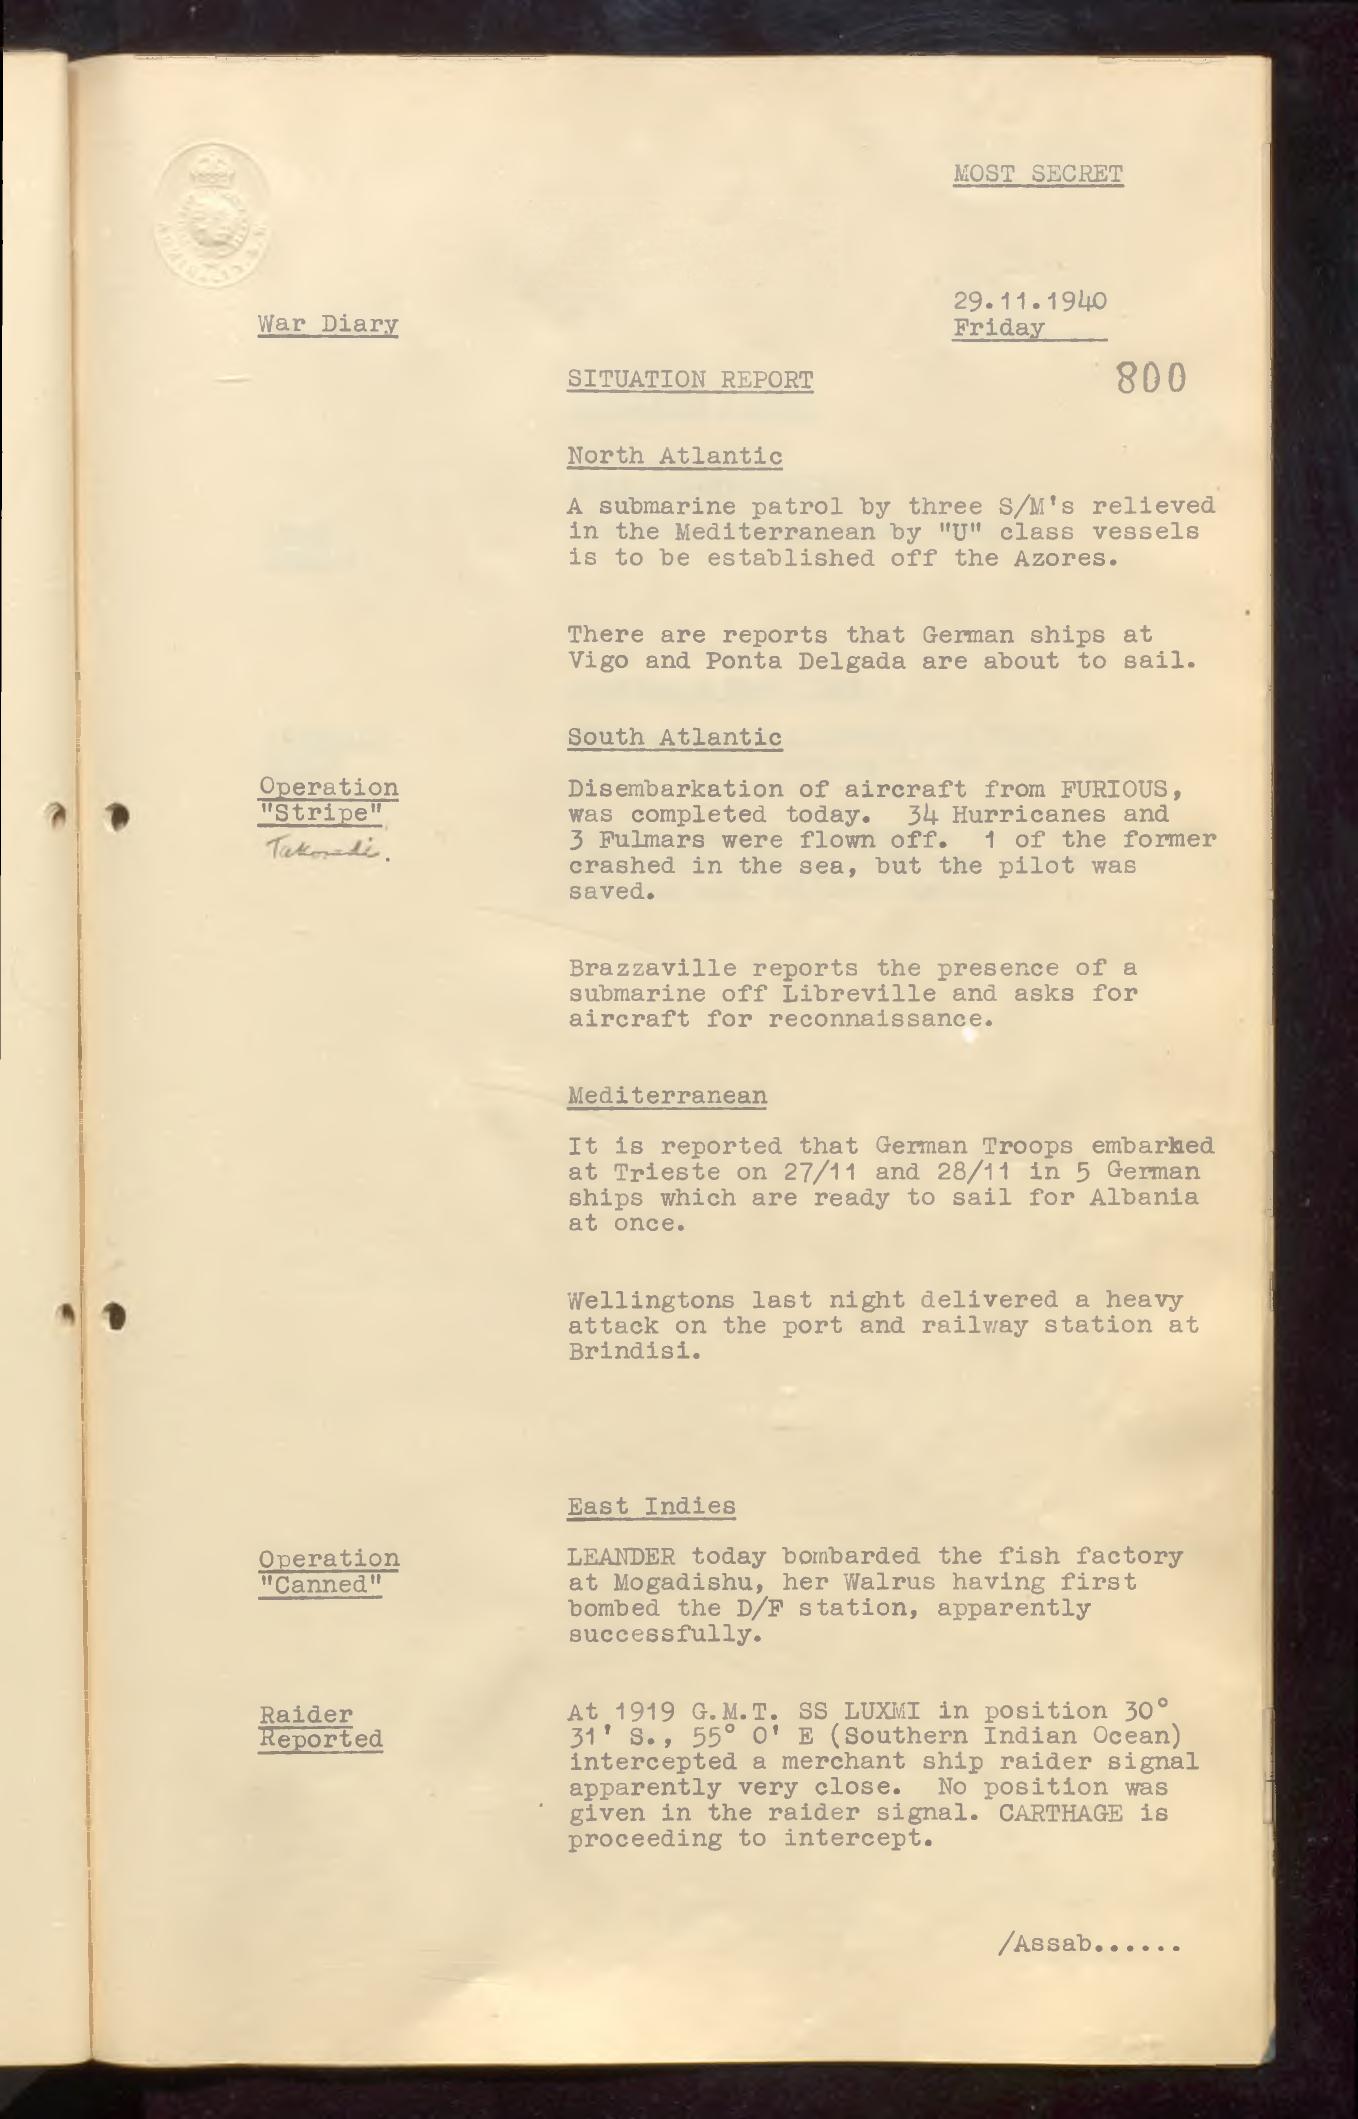 MOST SECRET
29.11.1940
Friday
War Diary
800
SITUATION REPORT
North Atlantic
A submarine patrol by three S/M's relieved
in the Mediterranean by "U" class vessels
is to be established off the Azores.
There are reports that German ships at
Vigo and Ponta Delgada are about to sail.
South Atlantic
Operation
"Stripe"
Takoradi.
Disembarkation of aircraft from FURIOUS,
was completed today. 34 Hurricanes and
3 Fulmars were flown off. 1 of the former
crashed in the sea, but the pilot was
saved.
Brazzaville reports the presence of a
submarine off Libreville and asks for
aircraft for reconnaissance.
Mediterranean
It is reported that German Troops embarked
at Trieste on 27/11 and 28/11 in 5 German
ships which are ready to sail for Albania
at once.
Wellingtons last night delivered a heavy
attack on the port and railway station at
Brindisi.
East Indies
Operation
"Canned"
LEANDER today bombarded the fish factory
at Mogadishu, her Walrus having first
bombed the D/F station, apparently
successfully.
Raider
Reported
At 1919 G.M.T. SS LUXMI in position 30°
31' S., 55° 0' E (Southern Indian Ocean)
intercepted a merchant ship raider signal
apparently very close. No position was
given in the raider signal. CARTHAGE is
proceeding to intercept.
/Assab......